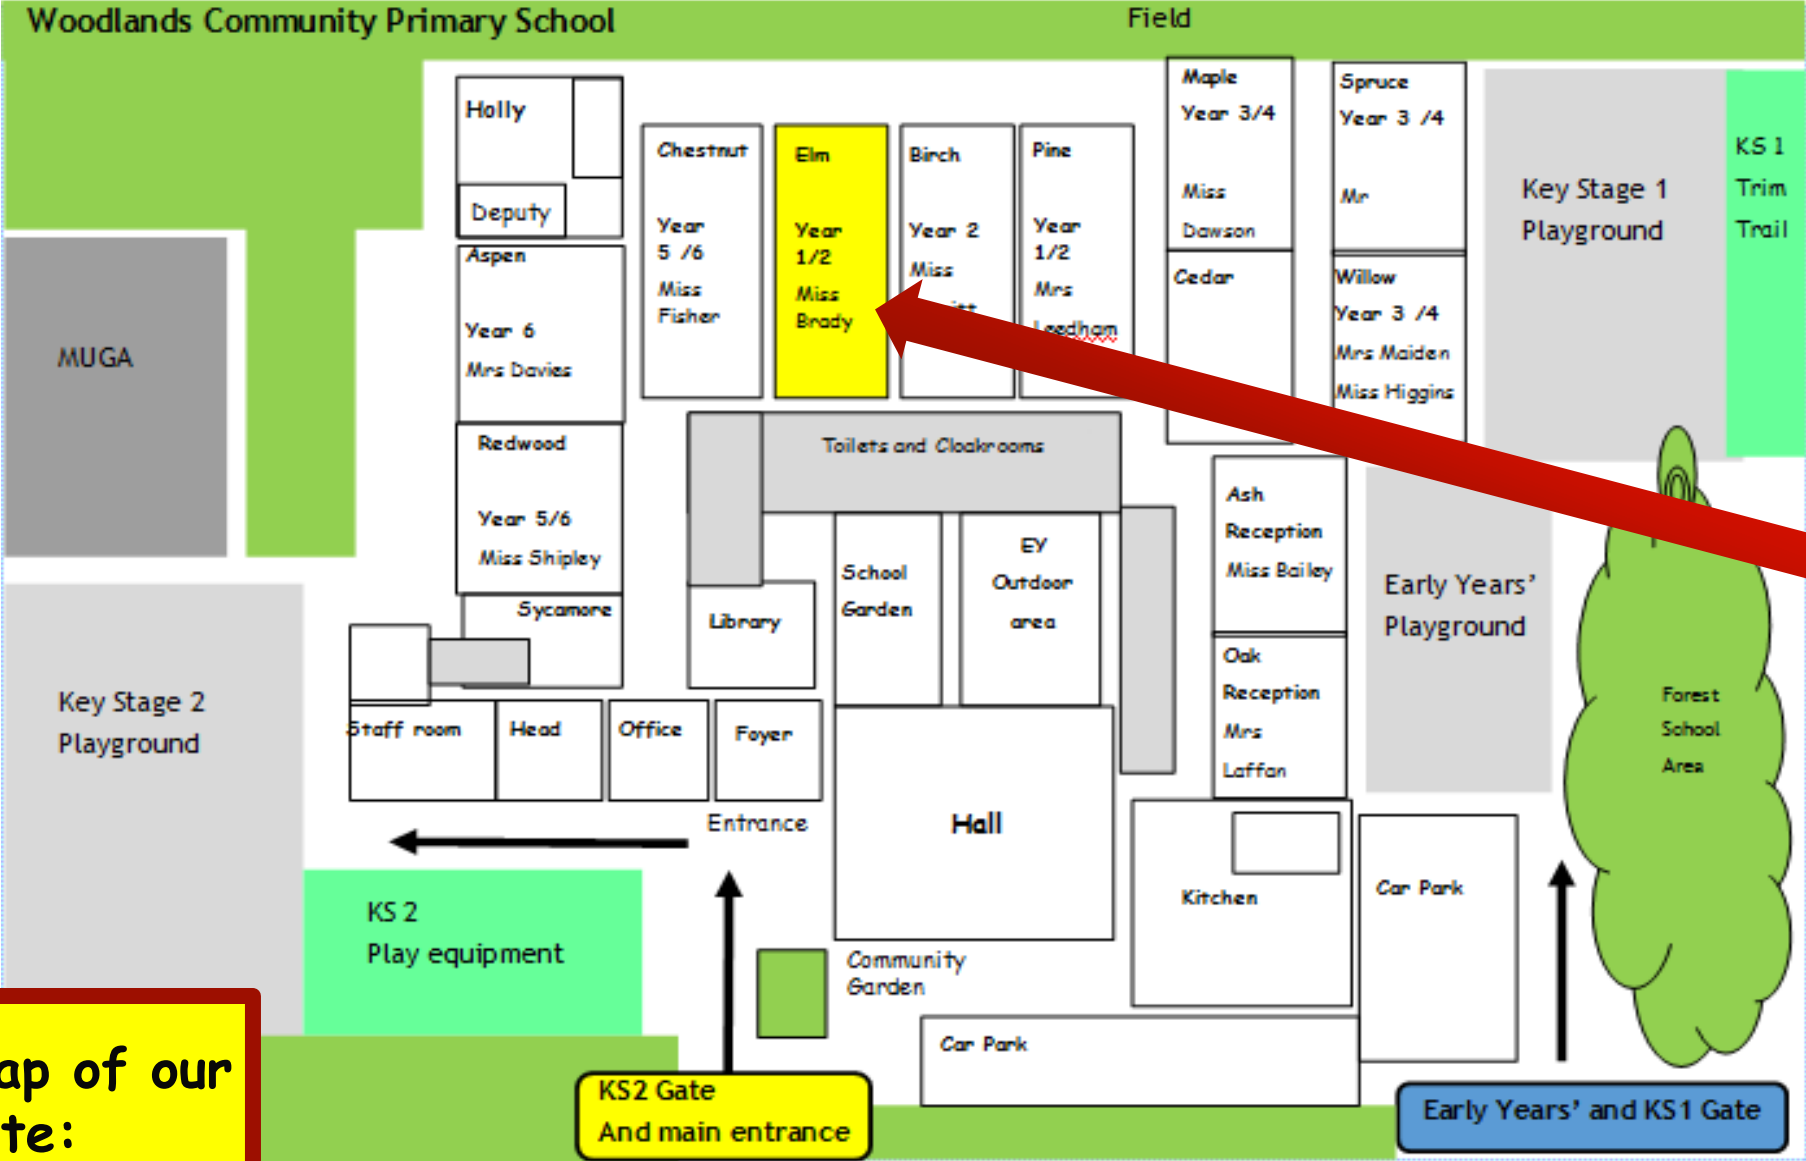 Woodlands Community Primary School
Field
Holly
Deputy
Aspen
Year 6
Mrs Davies
Redwood
Year 5/6
Miss Shipley
Sycamore
Chestnut
Year
5 /6
Miss
Fisher
Elm
Year
1/2
Miss
Brady
Birch
Year 2
Miss
Pine
Year
1/2
Mrs
Leedham
Maple
Year 3/4
Miss
Dawson
Cedar
Spruce
Year 3 /4
Mr
Willow
Year 3 /4
Mrs Maiden
Miss Higgins
Key Stage 1
Playground
KS 1
Trim
Trail
MUGA
Toilets and Cloakrooms
Library
School
Garden
EY
Outdoor
area
Ash
Reception
Miss Bailey
Oak
Reception
Mrs
Laffan
Early Years'
Playground
Forest
School
Area
Key Stage 2
Playground
Staff room
Head
Office
Foyer
Entrance
Hall
Kitchen
Car Park
KS 2
Play equipment
Community
Garden
Car Park
ap of our
te:
KS2 Gate
And main entrance
Early Years' and KS1 Gate